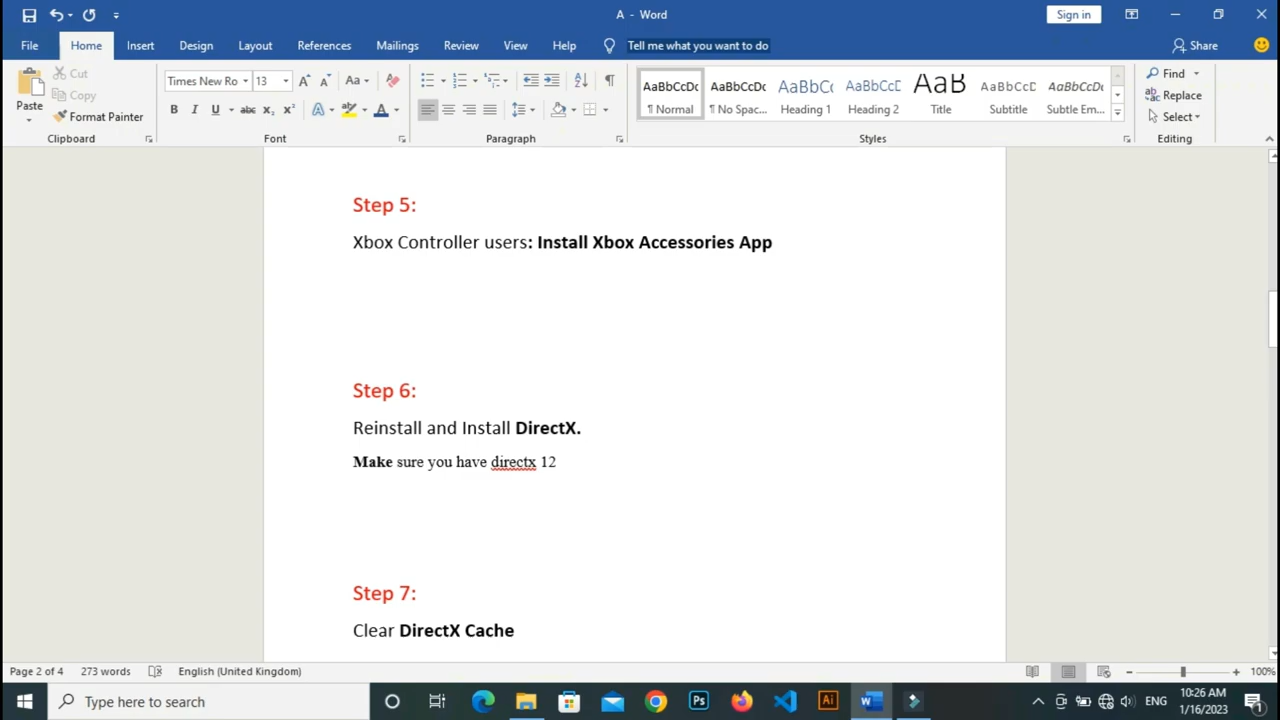 A - Word
Sign in
File Home Insert Design Layout References Mailings Review View Help Tell me what you want to do Share
Paste
Cut
Copy
Format Painter
Clipboard
Times New Ro 13
Font
Paragraph
AaBbCcDc AaBbCcDc AaBbCc AaBbCcD AaB AaBbCcD AaBbCcDc
¶ Normal ¶ No Spac... Heading 1 Heading 2 Title Subtitle Subtle Em...
Styles
Find
Replace
Select
Editing
Step 5:
Xbox Controller users: Install Xbox Accessories App
Step 6:
Reinstall and Install DirectX.
Make sure you have directx 12
Step 7:
Clear DirectX Cache
Page 2 of 4 273 words English (United Kingdom) 100%
Type here to search
ENG
10:26 AM
1/16/2023